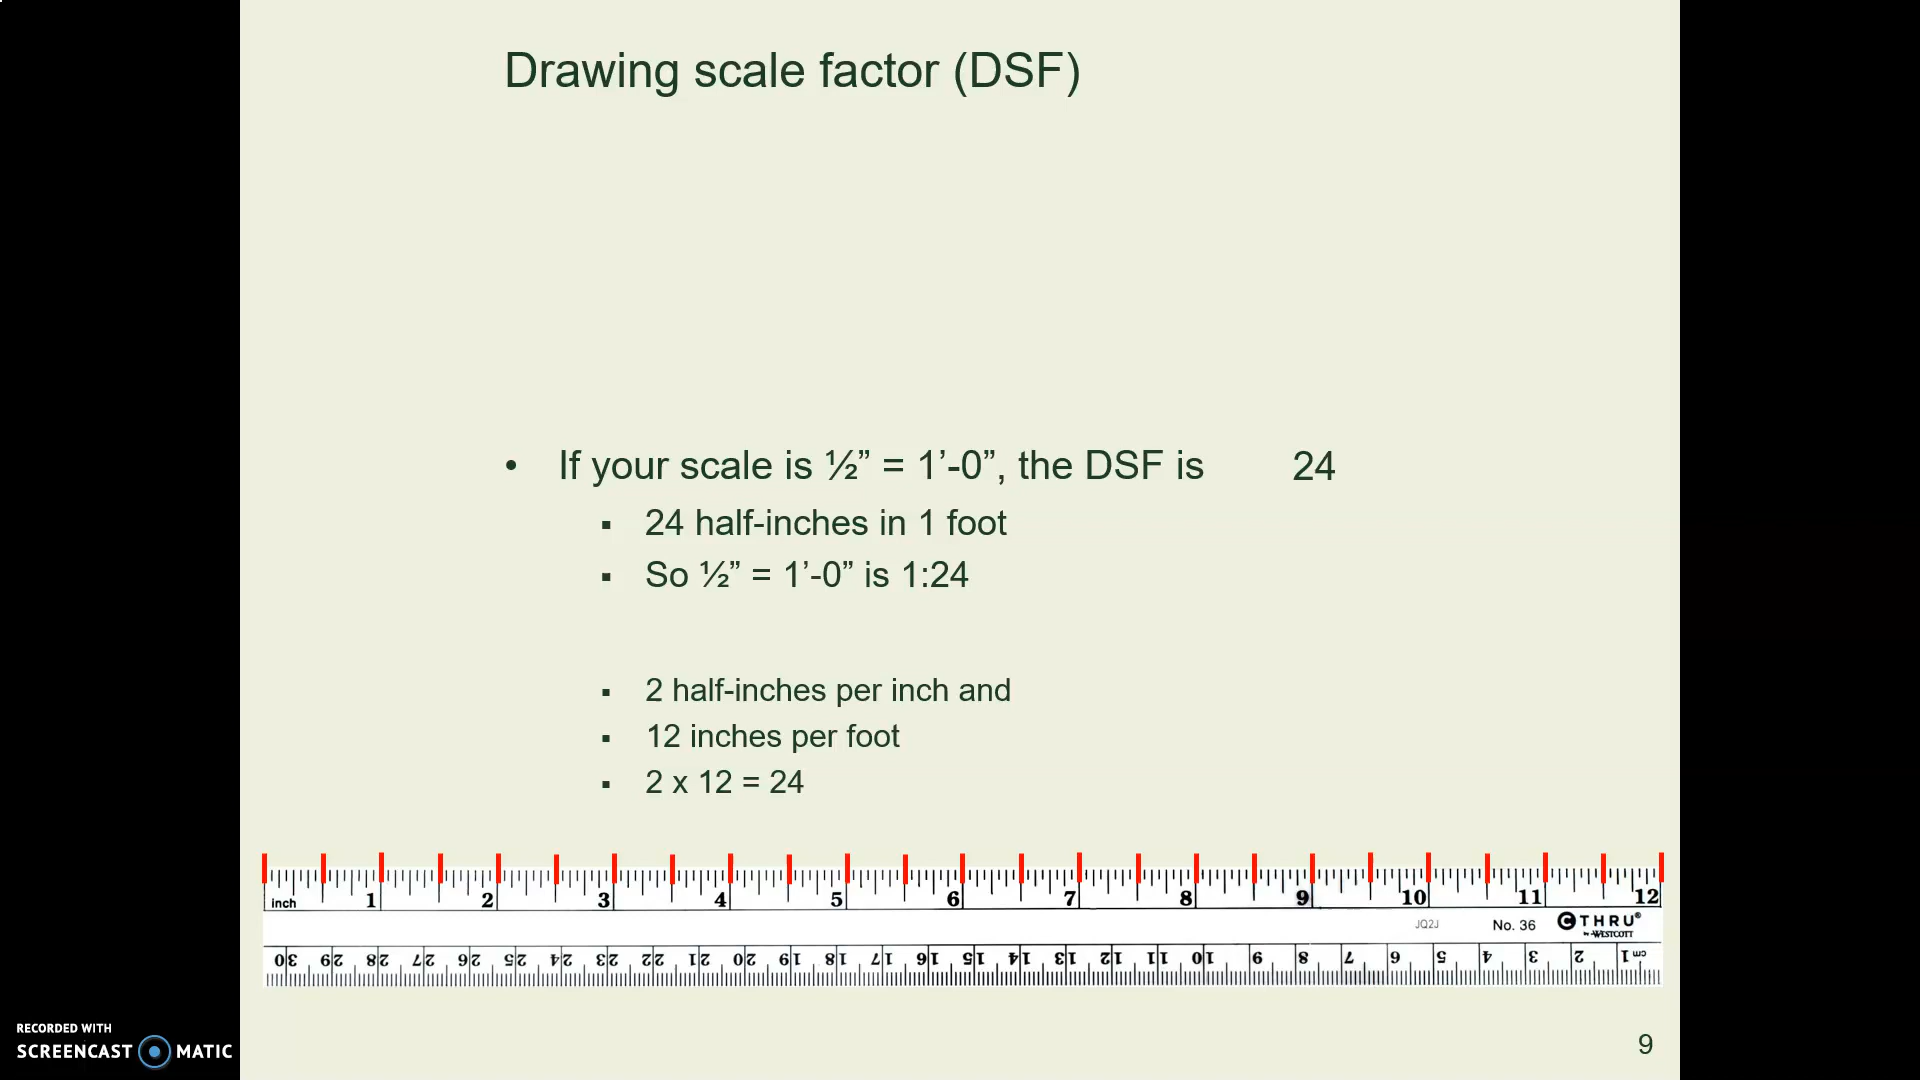 Drawing scale factor (DSF)
• If your scale is ½” = 1’-0”, the DSF is 24
▪ 24 half-inches in 1 foot
▪ So ½” = 1’-0” is 1:24
▪ 2 half-inches per inch and
▪ 12 inches per foot
▪ 2 x 12 = 24
inch 1 2 3 4 5 6 7 8 9 10 11 12
JQ2J No. 36 C THRU®
by WESTCOTT
30 29 28 27 26 25 24 23 22 21 20 19 18 17 16 15 14 13 12 11 10 9 8 7 6 5 4 3 2 1 cm
RECORDED WITH
SCREENCAST MATIC
9